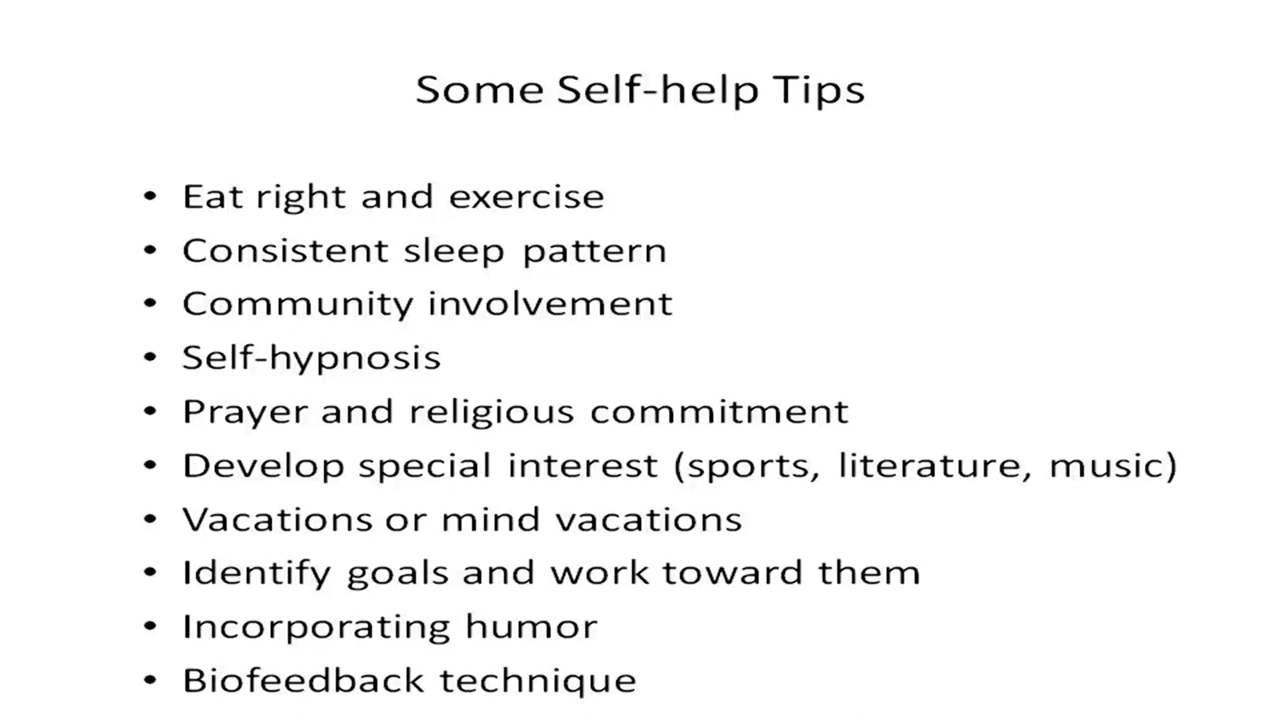 Some Self-help Tips
• Eat right and exercise
• Consistent sleep pattern
• Community involvement
• Self-hypnosis
• Prayer and religious commitment
• Develop special interest (sports, literature, music)
• Vacations or mind vacations
• Identify goals and work toward them
• Incorporating humor
• Biofeedback technique